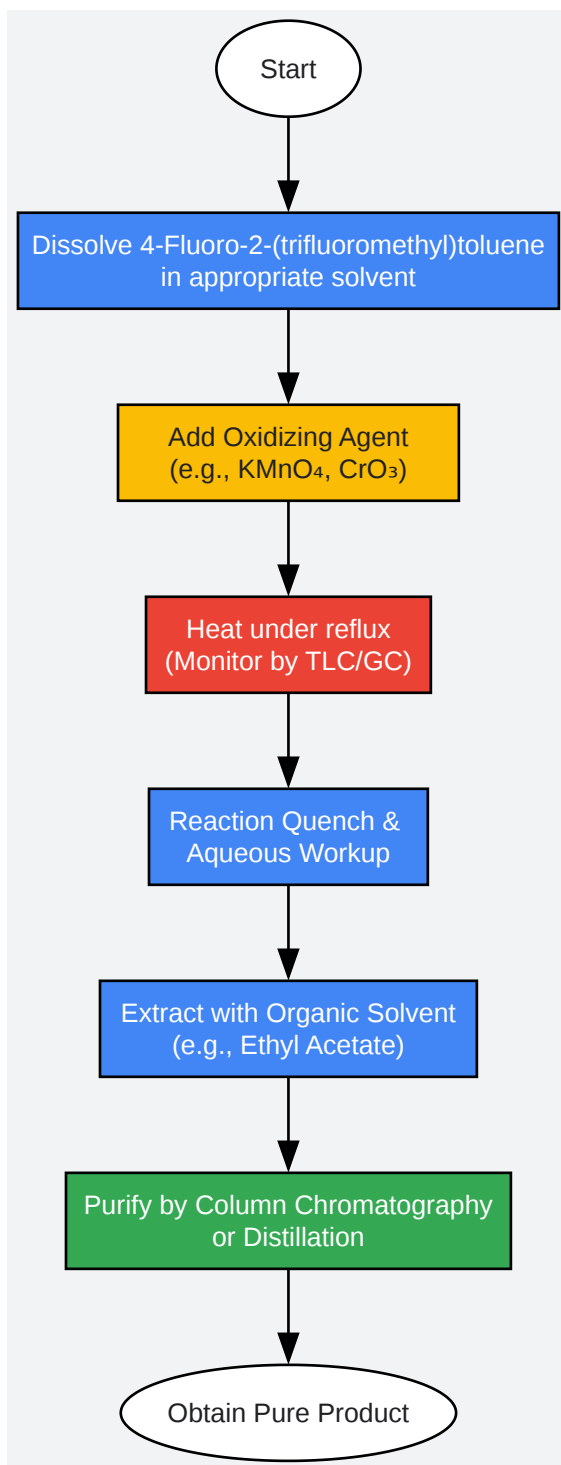 Start
Dissolve 4-Fluoro-2-(trifluoromethyl)toluene
in appropriate solvent
Add Oxidizing Agent
(e.g., KMnO₄, CrO₃)
Heat under reflux
(Monitor by TLC/GC)
Reaction Quench &
Aqueous Workup
Extract with Organic Solvent
(e.g., Ethyl Acetate)
Purify by Column Chromatography
or Distillation
Obtain Pure Product